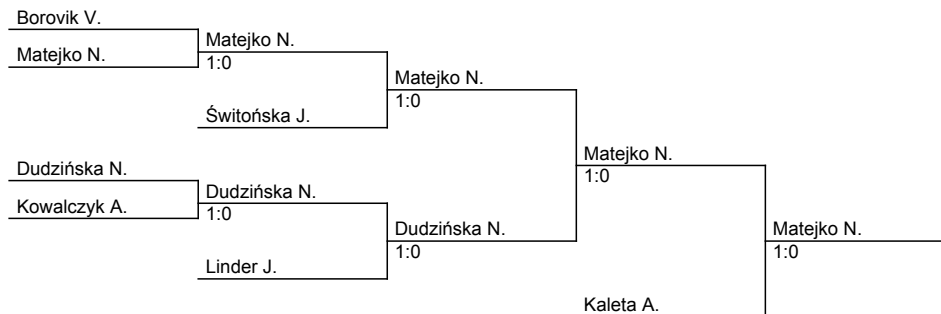 Borovik V.
Matejko N.
Matejko N.
1:0
Matejko N.
1:0
Świtońska J.
Matejko N.
1:0
Dudzińska N.
Dudzińska N.
1:0
Kowalczyk A.
Matejko N.
1:0
Dudzińska N.
1:0
Linder J.
Kaleta A.